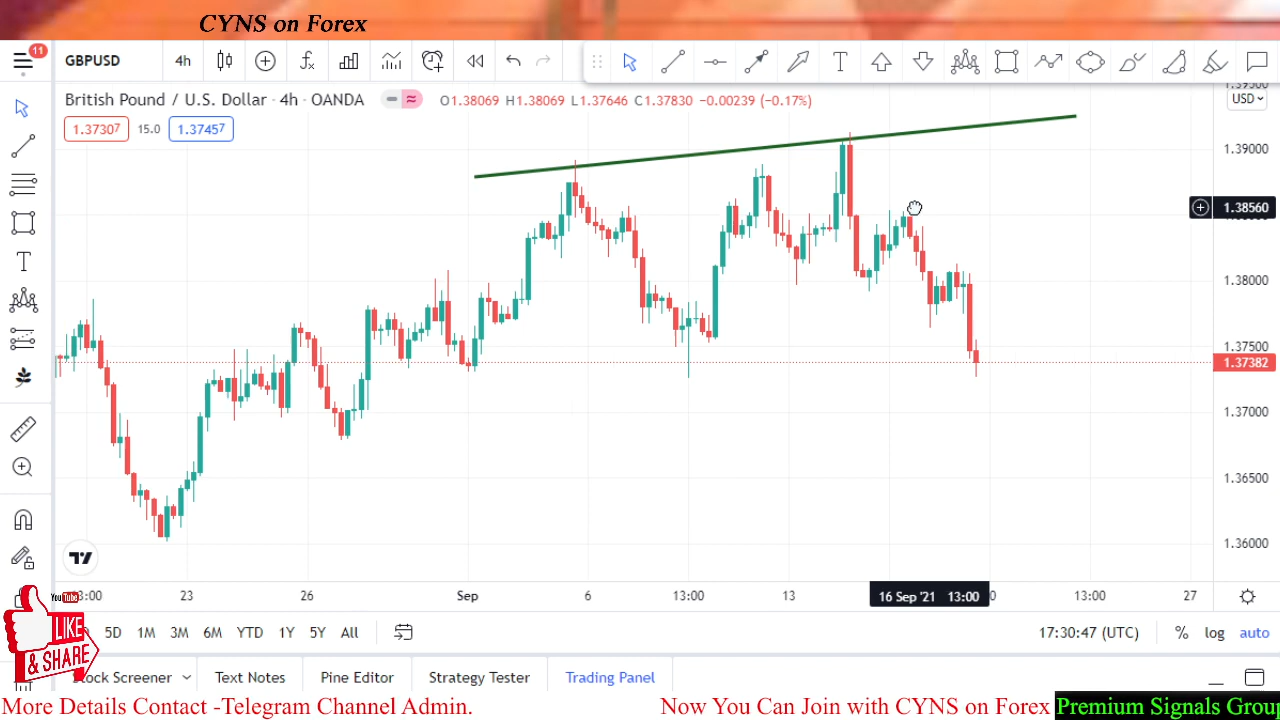 CYNS on Forex
11
GBPUSD 4h
British Pound / U.S. Dollar · 4h · OANDA O1.38069 H1.38069 L1.37646 C1.37830 −0.00239 (−0.17%)
1.37307 15.0 1.37457
USD
1.39000
1.38560
1.38000
1.37500
1.37382
1.37000
1.36500
1.36000
23 26 Sep 6 13:00 13 16 Sep '21 13:00 13:00 27
YouTube
LIKE
& SHARE
5D 1M 3M 6M YTD 1Y 5Y All 17:30:47 (UTC) % log auto
Stock Screener Text Notes Pine Editor Strategy Tester Trading Panel
More Details Contact -Telegram Channel Admin. Now You Can Join with CYNS on Forex Premium Signals Group